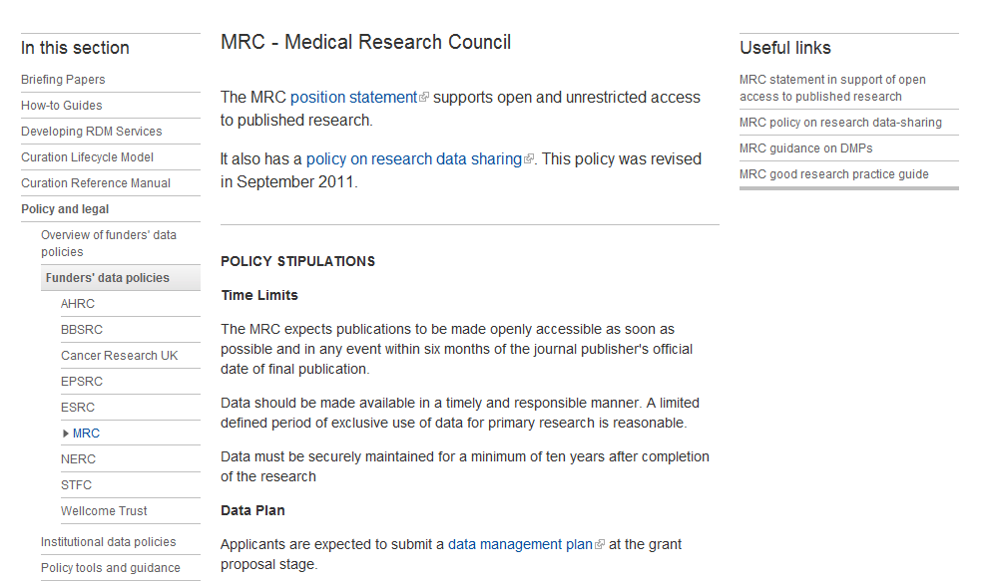 In this section
Briefing Papers
How-to Guides
Developing RDM Services
Curation Lifecycle Model
Curation Reference Manual
Policy and legal
Overview of funders' data
policies
Funders' data policies
AHRC
BBSRC
Cancer Research UK
EPSRC
ESRC
MRC
NERC
STFC
Wellcome Trust
Institutional data policies
Policy tools and guidance
MRC - Medical Research Council
The MRC position statement supports open and unrestricted access
to published research.
It also has a policy on research data sharing. This policy was revised
in September 2011.
POLICY STIPULATIONS
Time Limits
The MRC expects publications to be made openly accessible as soon as
possible and in any event within six months of the journal publisher's official
date of final publication.
Data should be made available in a timely and responsible manner. A limited
defined period of exclusive use of data for primary research is reasonable.
Data must be securely maintained for a minimum of ten years after completion
of the research
Data Plan
Applicants are expected to submit a data management plan at the grant
proposal stage.
Useful links
MRC statement in support of open
access to published research
MRC policy on research data-sharing
MRC guidance on DMPs
MRC good research practice guide